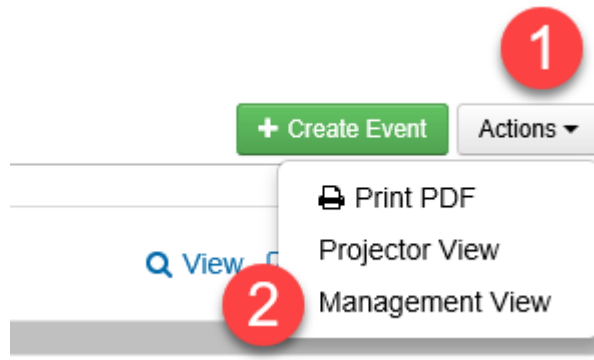 1
+ Create Event Actions
Print PDF
View Projector View
2 Management View